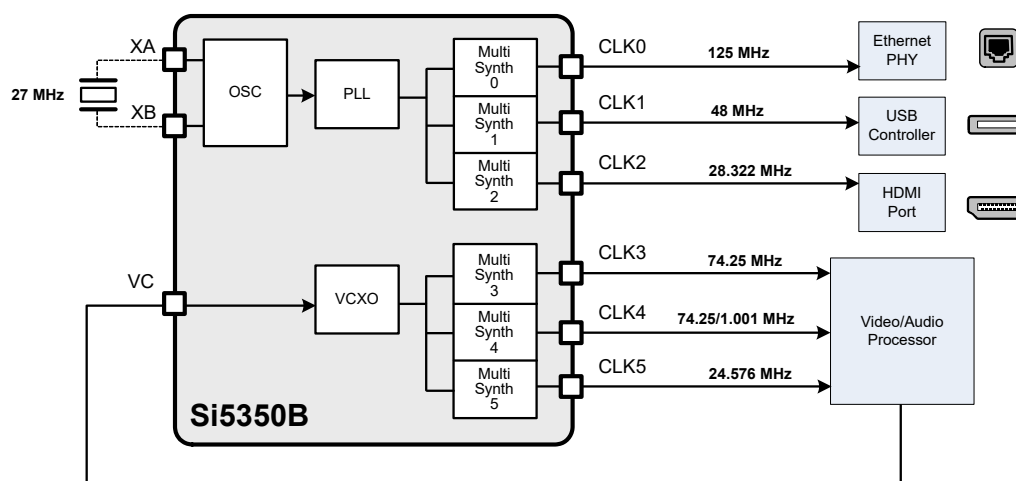 XA
27 MHz
XB
OSC
PLL
Multi
Synth
0
Multi
Synth
1
Multi
Synth
2
CLK0
125 MHz
Ethernet
PHY
CLK1
48 MHz
USB
Controller
CLK2
28.322 MHz
HDMI
Port
VC
VCXO
Multi
Synth
3
Multi
Synth
4
Multi
Synth
5
CLK3
74.25 MHz
CLK4
74.25/1.001 MHz
CLK5
24.576 MHz
Video/Audio
Processor
Si5350B